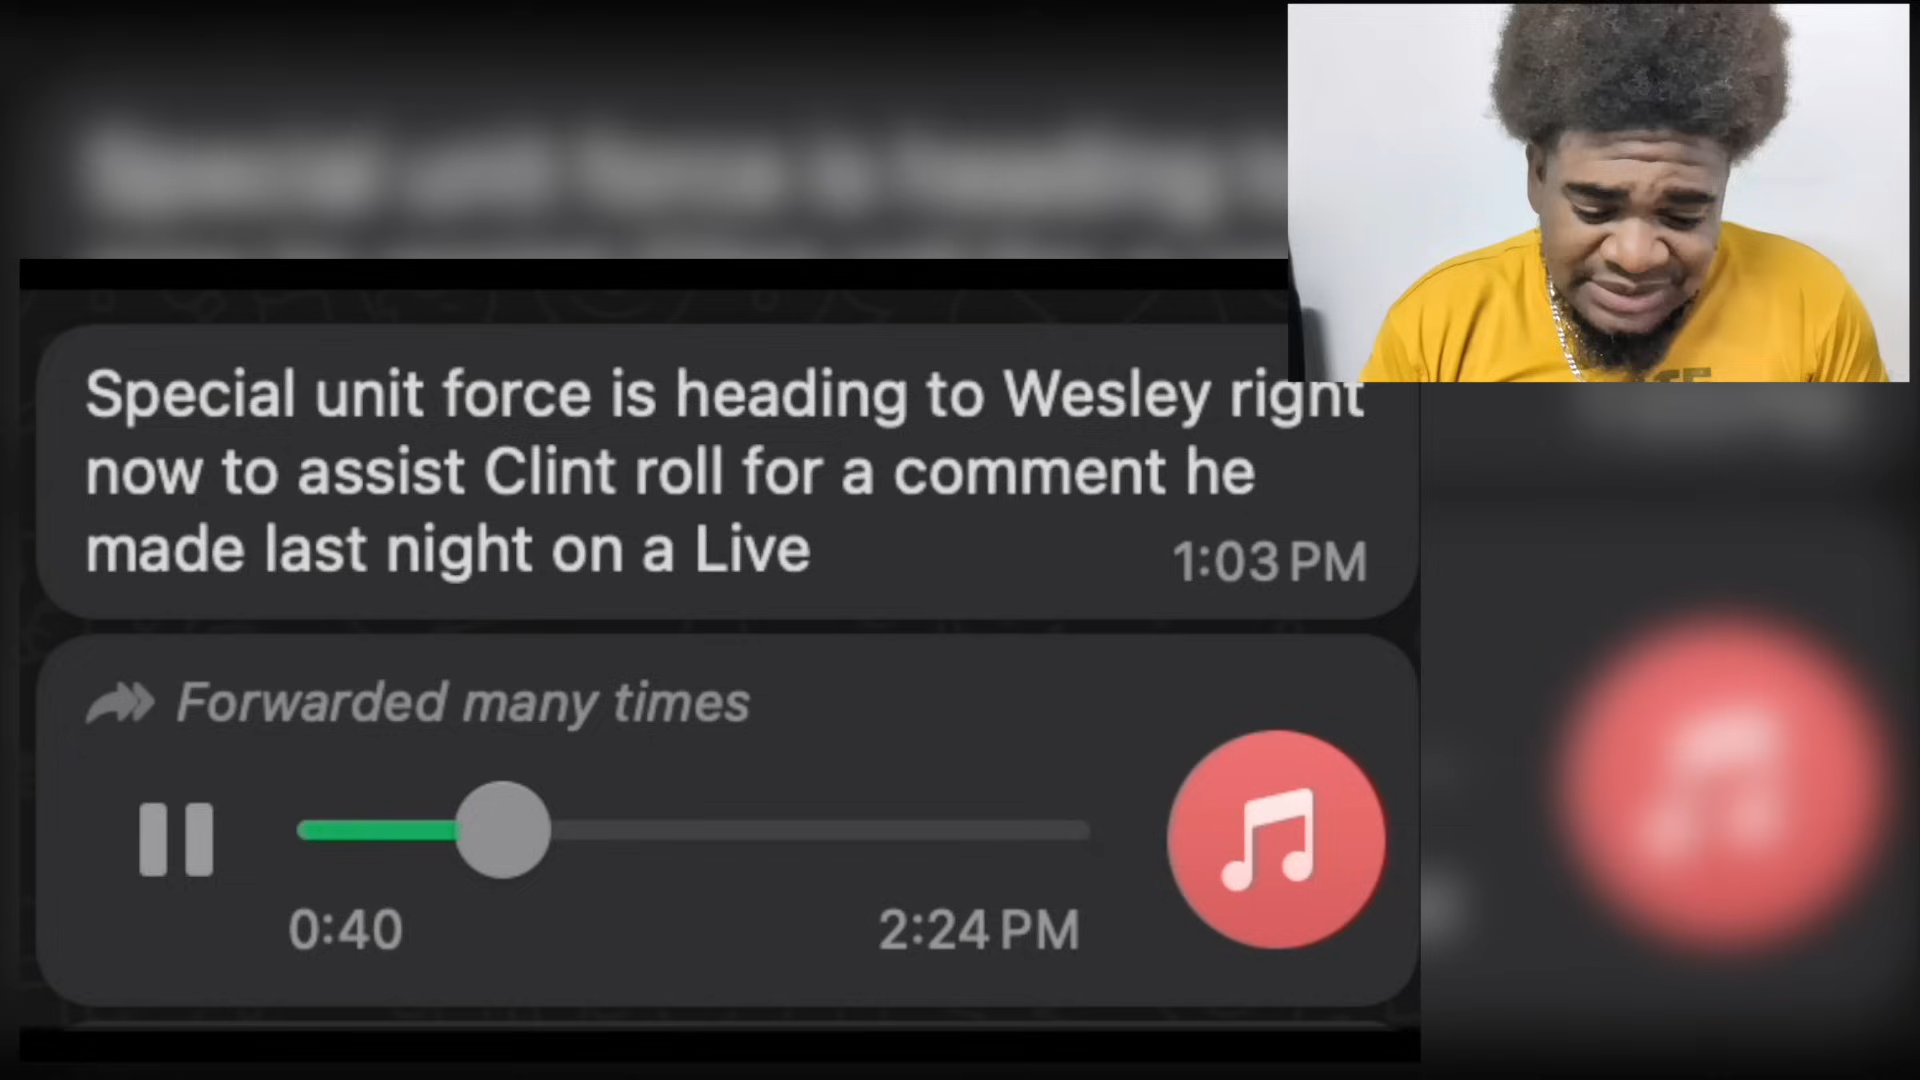 Special unit force is heading to Wesley right
now to assist Clint roll for a comment he
made last night on a Live
1:03 PM
Forwarded many times
0:40
2:24 PM